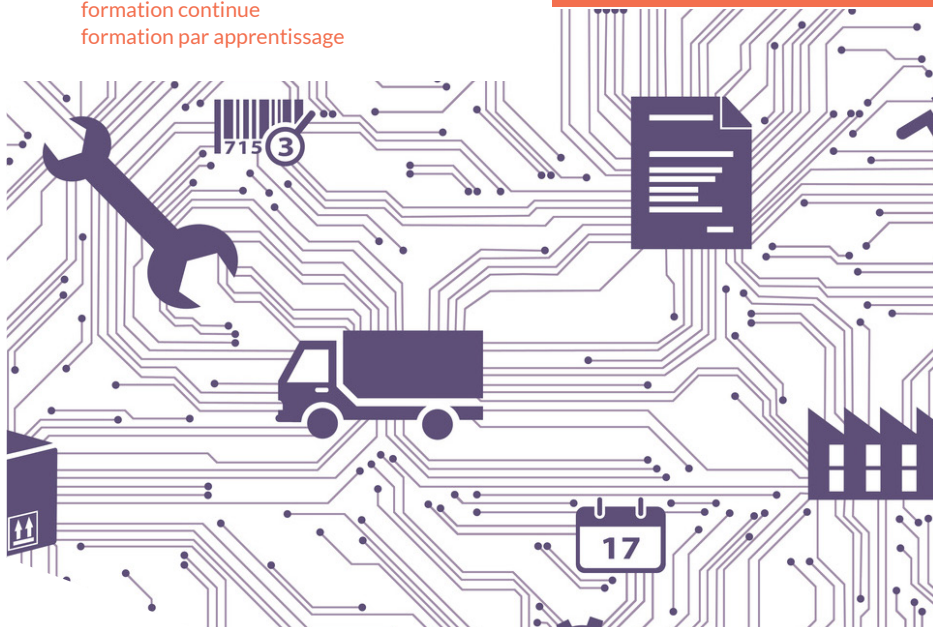 formation continue
formation par apprentissage
715 3
17